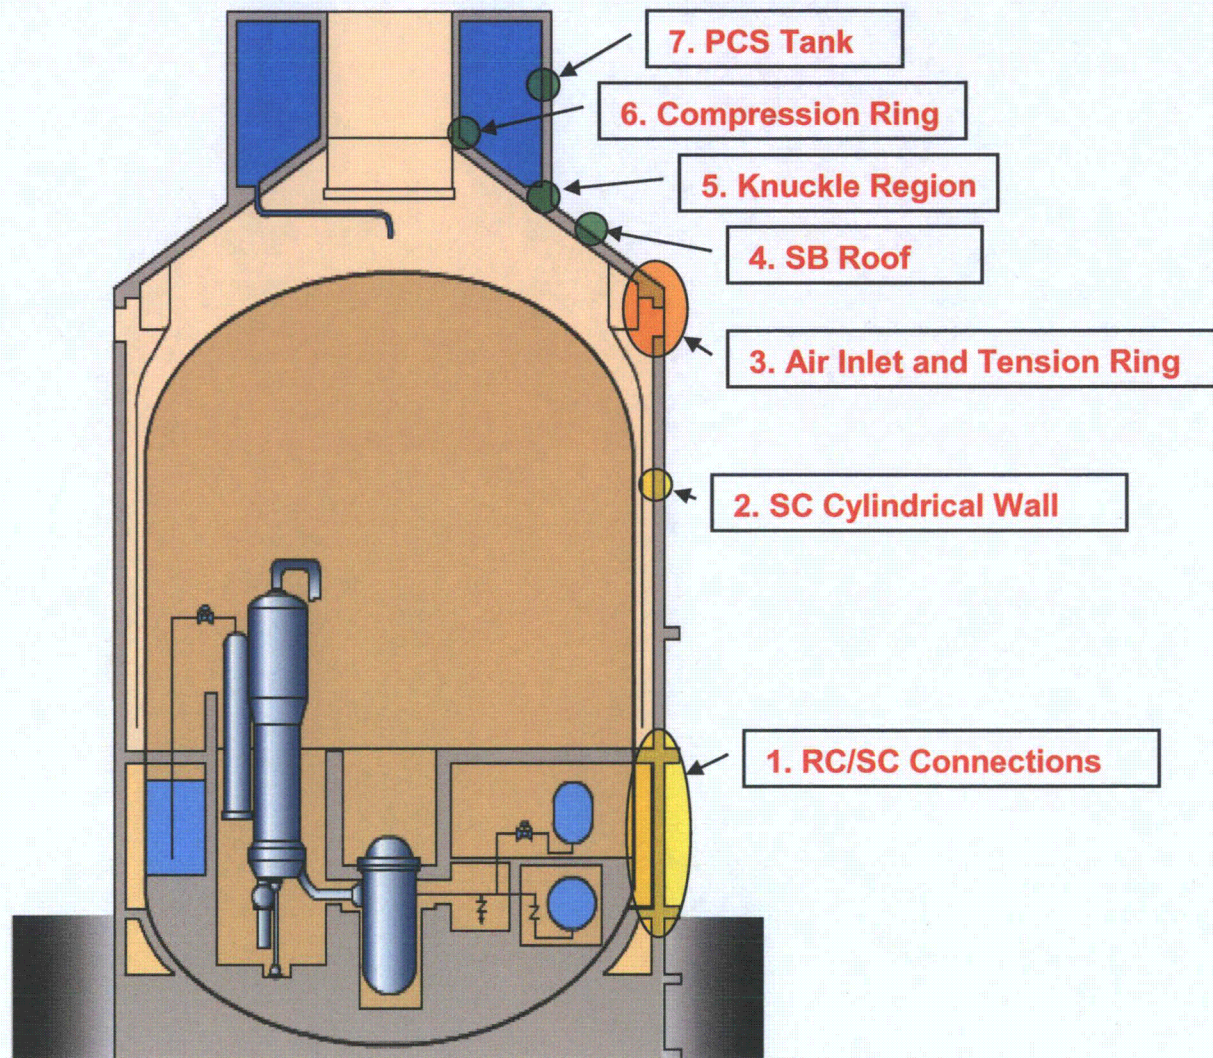 7. PCS Tank
6. Compression Ring
5. Knuckle Region
4. SB Roof
3. Air Inlet and Tension Ring
2. SC Cylindrical Wall
1. RC/SC Connections